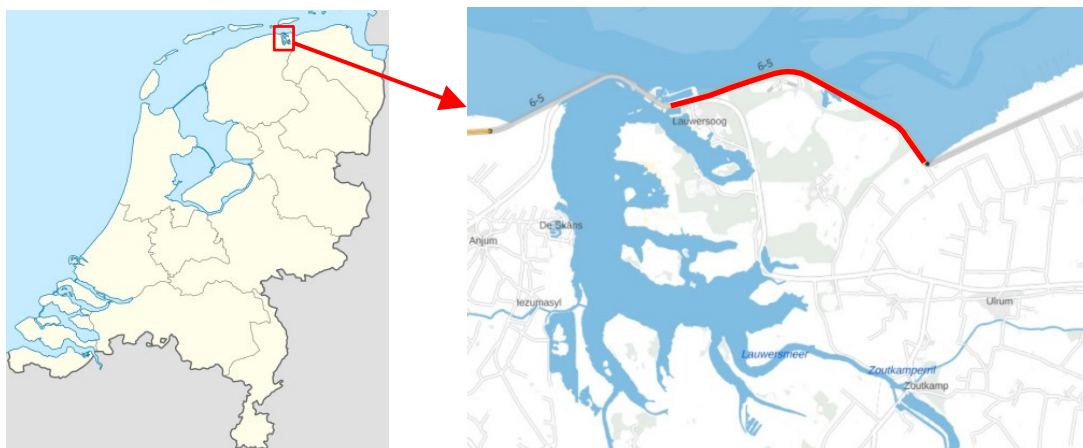 6-5
6-5
Lauwersoog
De Skâns
Anjum
Iezumasyl
Ulrum
Lauwersmeer
Zoutkamperril
Zoutkamp